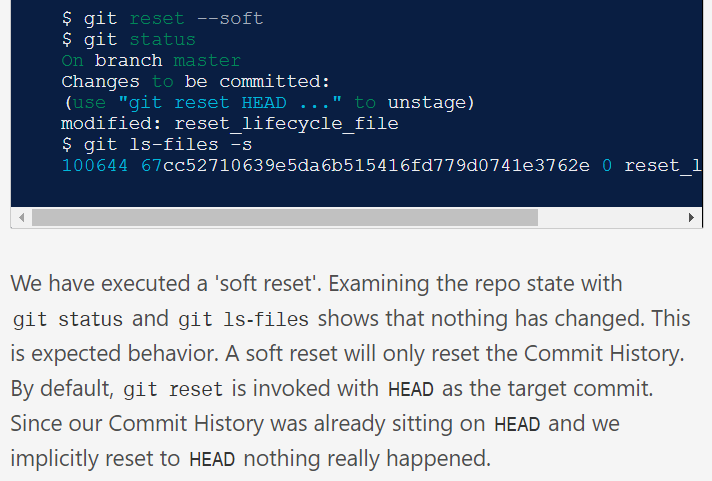 $ git reset --soft
$ git status
On branch master
Changes to be committed:
(use "git reset HEAD ..." to unstage)
modified: reset_lifecycle_file
$ git ls-files -s
100644 67cc52710639e5da6b515416fd779d0741e3762e 0 reset_l
We have executed a 'soft reset'. Examining the repo state with
git status and git ls-files shows that nothing has changed. This
is expected behavior. A soft reset will only reset the Commit History.
By default, git reset is invoked with HEAD as the target commit.
Since our Commit History was already sitting on HEAD and we
implicitly reset to HEAD nothing really happened.